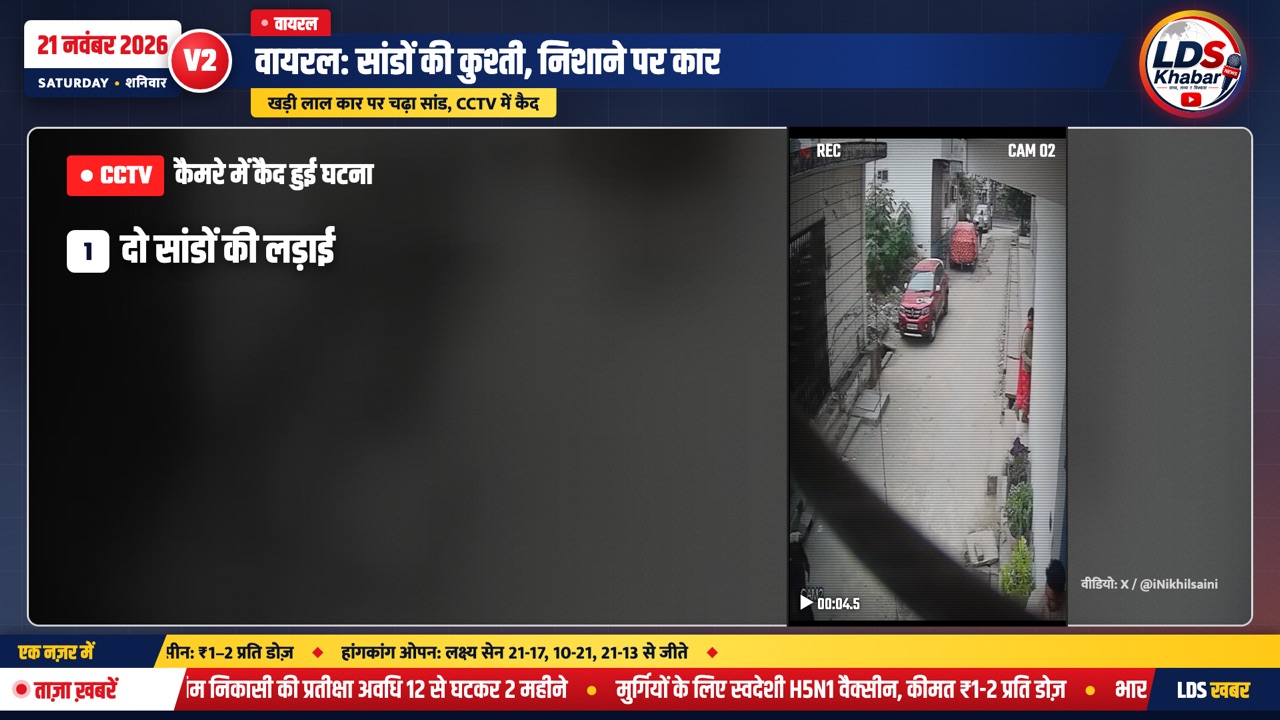 21 नवंबर 2026
SATURDAY • शनिवार
V2
वायरल
वायरल: सांडों की कुश्ती, निशाने पर कार
खड़ी लाल कार पर चढ़ा सांड, CCTV में कैद
LDS
Khabar
NEWS
CCTV कैमरे में कैद हुई घटना
1 दो सांडों की लड़ाई
REC
CAM 02
00:04.5
वीडियो: X / @iNikhilsaini
एक नज़र में
सीन: ₹1–2 प्रति डोज़ ◆ हांगकांग ओपन: लक्ष्य सेन 21-17, 10-21, 21-13 से जीते ◆
ताज़ा ख़बरें
म निकासी की प्रतीक्षा अवधि 12 से घटकर 2 महीने • मुर्गियों के लिए स्वदेशी H5N1 वैक्सीन, कीमत ₹1-2 प्रति डोज़ • भार
LDS खबर